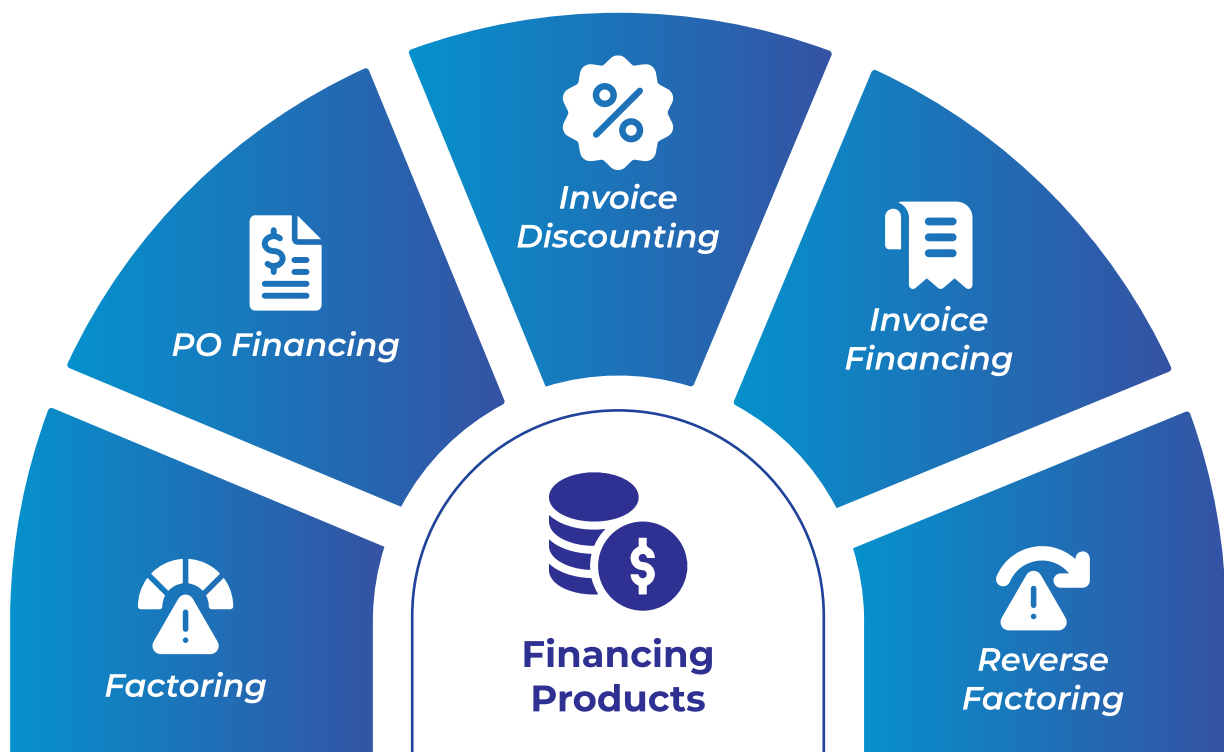 Factoring
PO Financing
Invoice
Discounting
Invoice
Financing
Reverse
Factoring
Financing
Products